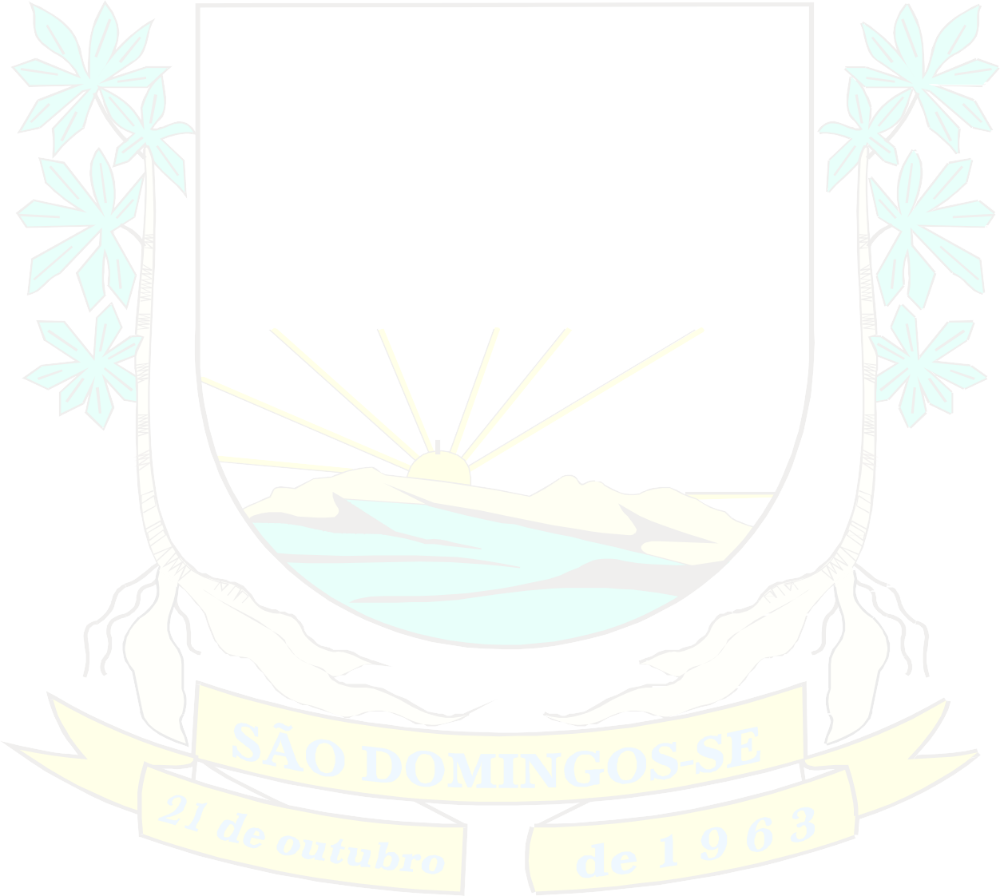 SÃO DOMINGOS-SE
21 de outubro
de 1 9 6 3